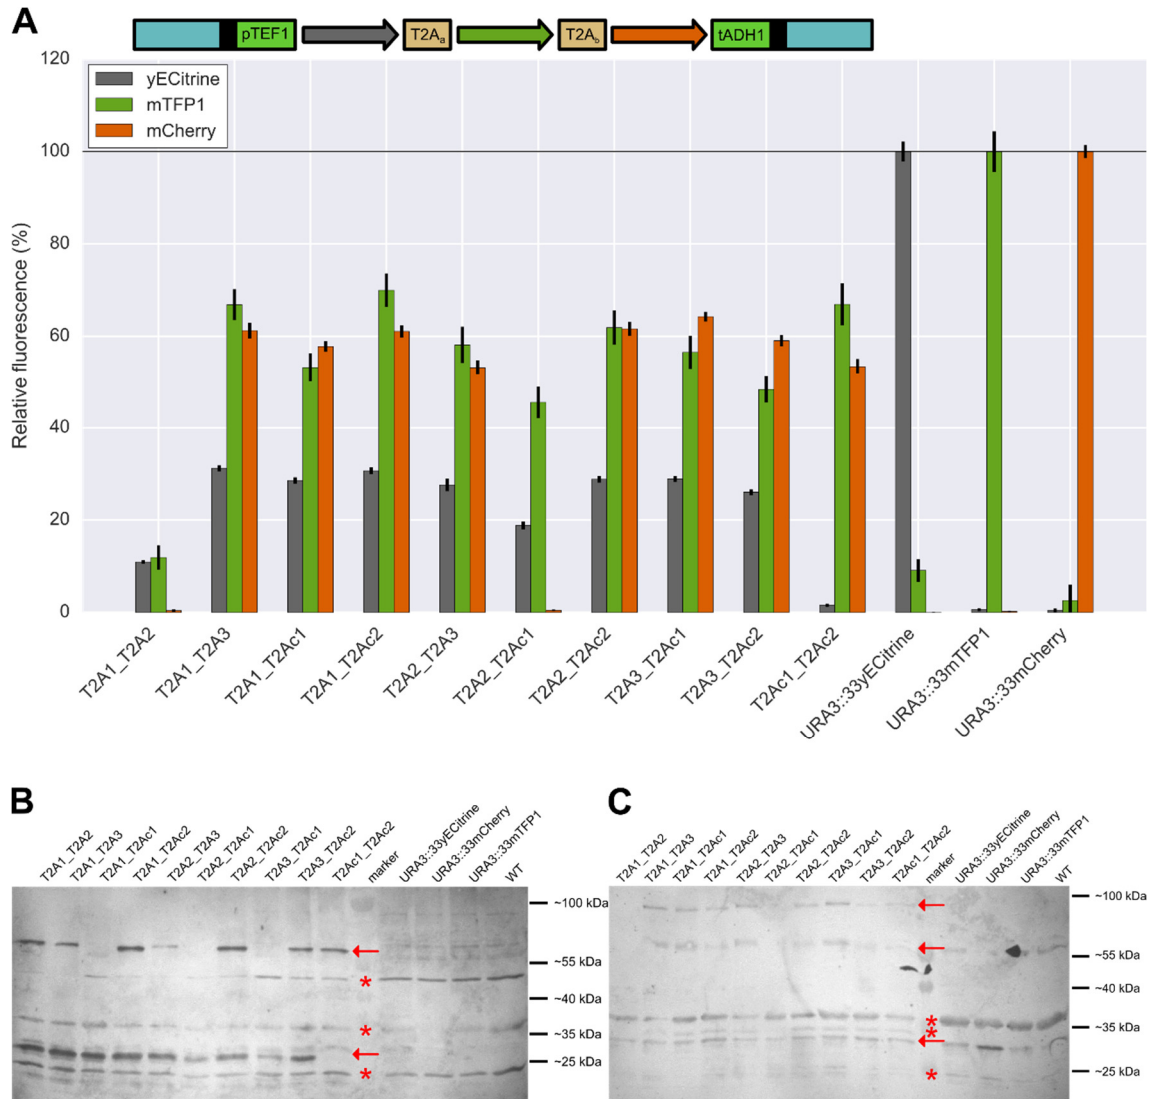 A
pTEF1 T2Aa T2Ab tADH1
120
100
80
60
40
20
0
Relative fluorescence (%)
yECitrine
mTFP1
mCherry
T2A1_T2A2
T2A1_T2A3
T2A1_T2Ac1
T2A1_T2Ac2
T2A2_T2A3
T2A2_T2Ac1
T2A2_T2Ac2
T2A3_T2Ac1
T2A3_T2Ac2
T2Ac1_T2Ac2
URA3::33yECitrine
URA3::33mTFP1
URA3::33mCherry
B
T2A1_T2A2
T2A1_T2A3
T2A1_T2Ac1
T2A1_T2Ac2
T2A2_T2A3
T2A2_T2Ac1
T2A2_T2Ac2
T2A3_T2Ac1
T2A3_T2Ac2
T2Ac1_T2Ac2
marker
URA3::33yECitrine
URA3::33mCherry
URA3::33mTFP1
WT
~100 kDa
~55 kDa
~40 kDa
~35 kDa
~25 kDa
*
*
*
C
T2A1_T2A2
T2A1_T2A3
T2A1_T2Ac1
T2A1_T2Ac2
T2A2_T2A3
T2A2_T2Ac1
T2A2_T2Ac2
T2A3_T2Ac1
T2A3_T2Ac2
T2Ac1_T2Ac2
marker
URA3::33yECitrine
URA3::33mCherry
URA3::33mTFP1
WT
~100 kDa
~55 kDa
~40 kDa
~35 kDa
~25 kDa
*
*
*